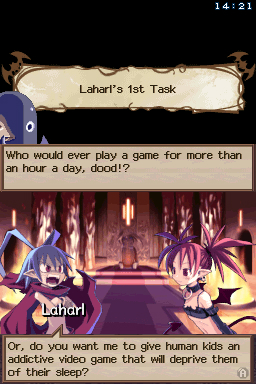 14:21
Laharl's 1st Task
Who would ever play a game for more than
an hour a day, dood!?
Laharl
Or, do you want me to give human kids an
addictive video game that will deprive them
of their sleep?
A